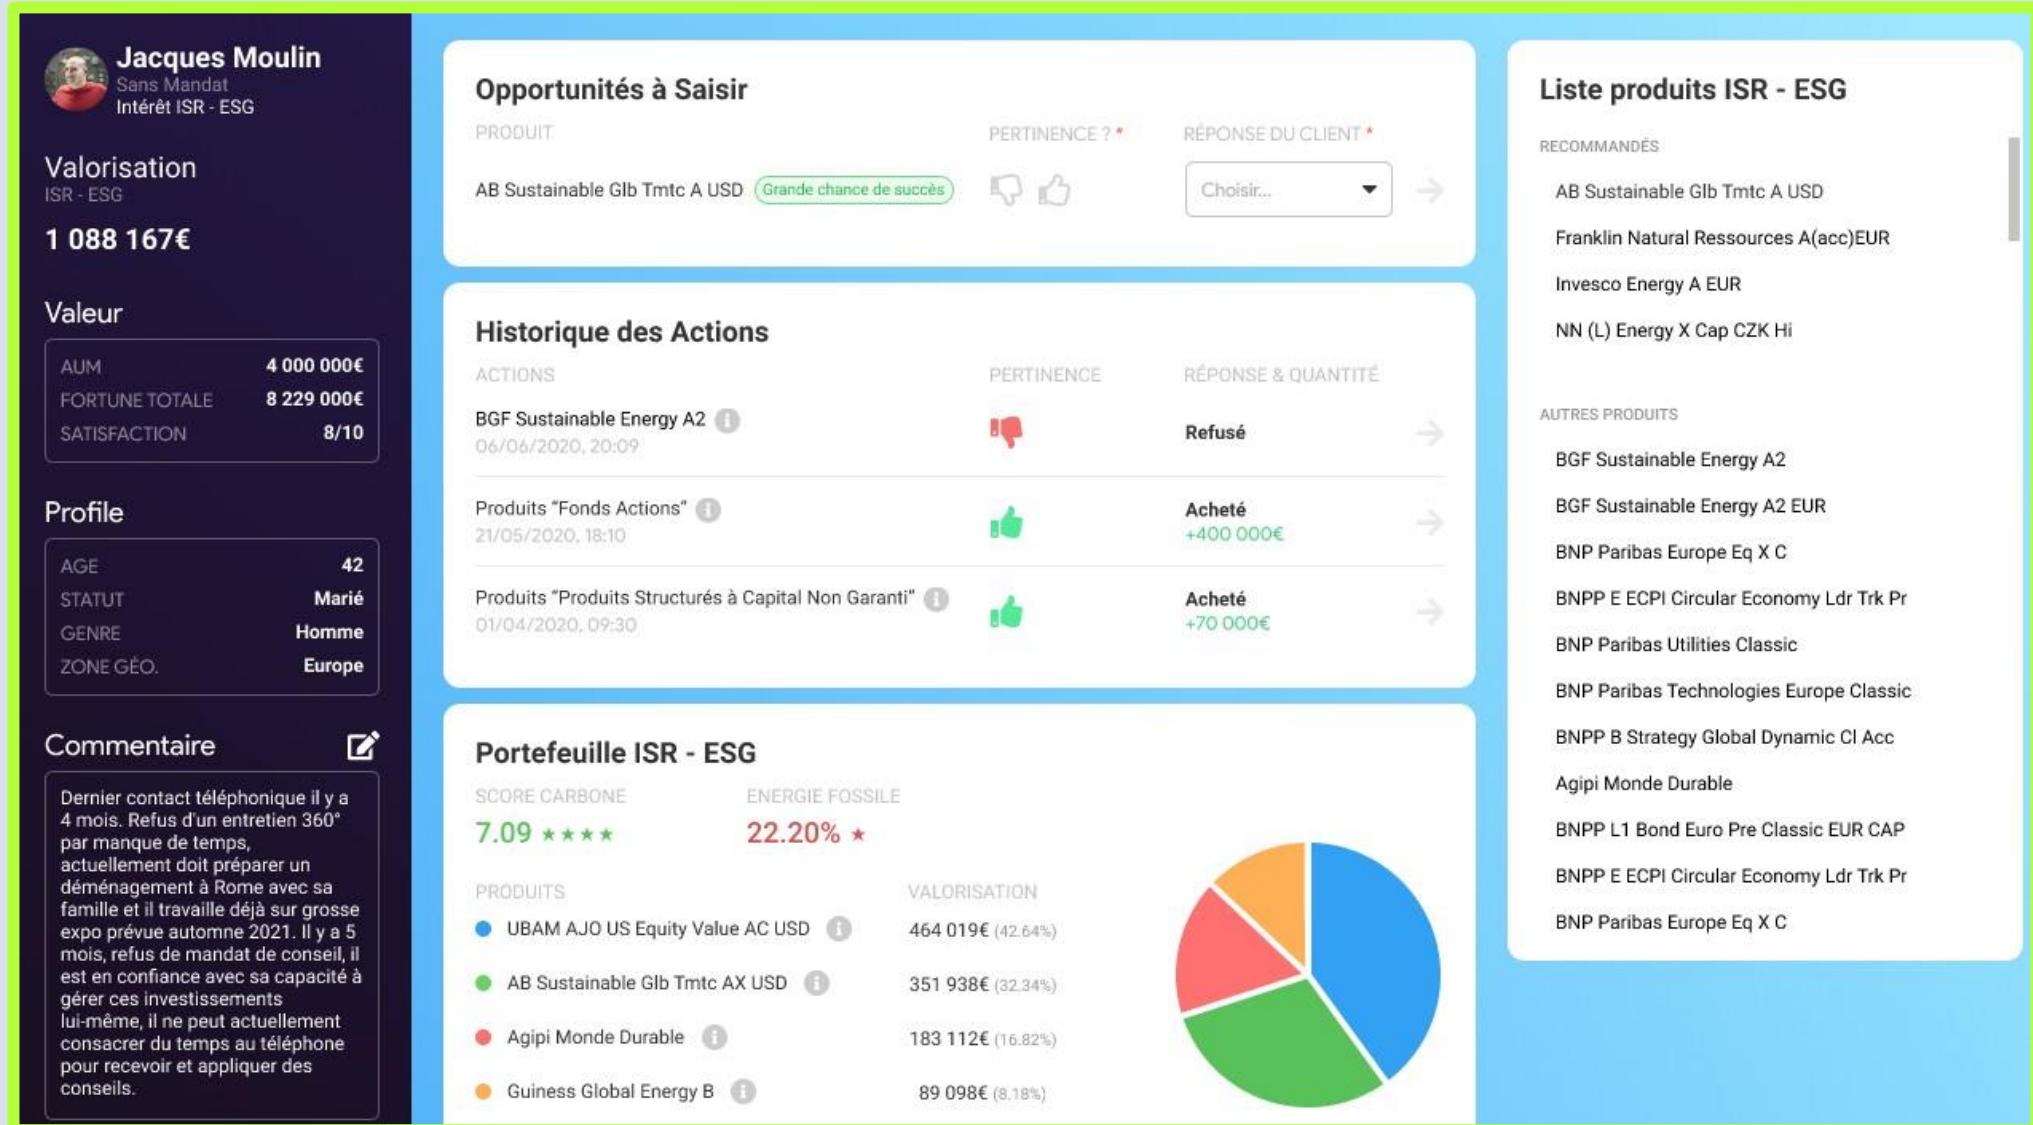 Jacques Moulin
Sans Mandat
Intérêt ISR - ESG
Valorisation
ISR - ESG
1 088 167€
Valeur
AUM 4 000 000€
FORTUNE TOTALE 8 229 000€
SATISFACTION 8/10
Profile
AGE 42
STATUT Marié
GENRE Homme
ZONE GÉO. Europe
Commentaire
Dernier contact téléphonique il y a
4 mois. Refus d'un entretien 360°
par manque de temps,
actuellement doit préparer un
déménagement à Rome avec sa
famille et il travaille déjà sur grosse
expo prévue automne 2021. Il y a 5
mois, refus de mandat de conseil, il
est en confiance avec sa capacité à
gérer ces investissements
lui-même, il ne peut actuellement
consacrer du temps au téléphone
pour recevoir et appliquer des
conseils.
Opportunités à Saisir
PRODUIT PERTINENCE ? * RÉPONSE DU CLIENT *
AB Sustainable Glb Tmtc A USD Grande chance de succès Choisir...
Historique des Actions
ACTIONS PERTINENCE RÉPONSE & QUANTITÉ
BGF Sustainable Energy A2
06/06/2020, 20:09
Refusé
Produits “Fonds Actions”
21/05/2020, 18:10
Acheté
+400 000€
Produits “Produits Structurés à Capital Non Garanti”
01/04/2020, 09:30
Acheté
+70 000€
Portefeuille ISR - ESG
SCORE CARBONE ENERGIE FOSSILE
7.09 ★★★★ 22.20% ★
PRODUITS VALORISATION
UBAM AJO US Equity Value AC USD 464 019€ (42.64%)
AB Sustainable Glb Tmtc AX USD 351 938€ (32.34%)
Agipi Monde Durable 183 112€ (16.82%)
Guiness Global Energy B 89 098€ (8.18%)
Liste produits ISR - ESG
RECOMMANDÉS
AB Sustainable Glb Tmtc A USD
Franklin Natural Ressources A(acc)EUR
Invesco Energy A EUR
NN (L) Energy X Cap CZK Hi
AUTRES PRODUITS
BGF Sustainable Energy A2
BGF Sustainable Energy A2 EUR
BNP Paribas Europe Eq X C
BNPP E ECPI Circular Economy Ldr Trk Pr
BNP Paribas Utilities Classic
BNP Paribas Technologies Europe Classic
BNPP B Strategy Global Dynamic Cl Acc
Agipi Monde Durable
BNPP L1 Bond Euro Pre Classic EUR CAP
BNPP E ECPI Circular Economy Ldr Trk Pr
BNP Paribas Europe Eq X C